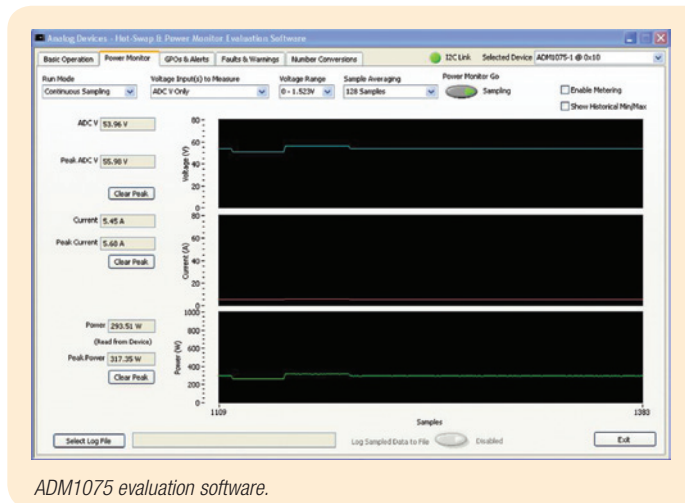 Analog Devices - Hot-Swap & Power Monitor Evaluation Software
Basic Operation Power Monitor GPOs & Alerts Faults & Warnings Number Conversions I2C Link Selected Device ADM1075-1 @ 0x10
Run Mode Voltage Input(s) to Measure Voltage Range Sample Averaging Power Monitor Go
Continuous Sampling ADC V Only 0 - 1.523V 128 Samples Sampling Enable Metering
Show Historical Min/Max
ADC V 53.96 V
Peak ADC V 55.98 V
Clear Peak
Voltage (V)
80
60
40
20
0
Current 5.45 A
Peak Current 5.60 A
Clear Peak
Current (A)
80
60
40
20
0
Power 293.51 W
(Read from Device)
Peak Power 317.35 W
Clear Peak
Power (W)
1000
800
600
400
200
0
1109 1383
Samples
Select Log File Log Sampled Data to File Disabled Exit
ADM1075 evaluation software.